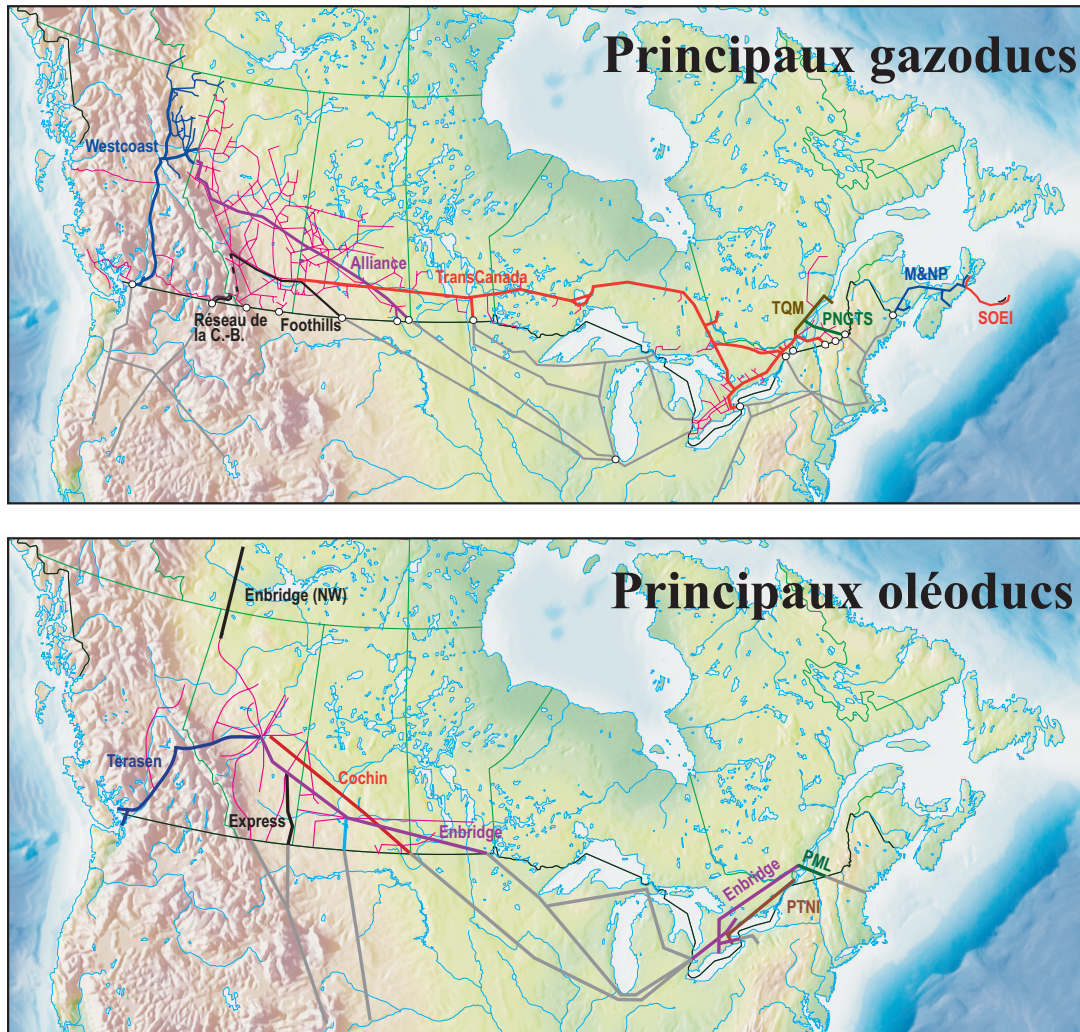 Principaux gazoducs
Westcoast
Alliance
TransCanada
M&NP
TQM
PNGTS
SOEI
Réseau de
la C.-B.
Foothills
Principaux oléoducs
Enbridge (NW)
Terasen
Cochin
Express
Enbridge
PML
Enbridge
PTNI